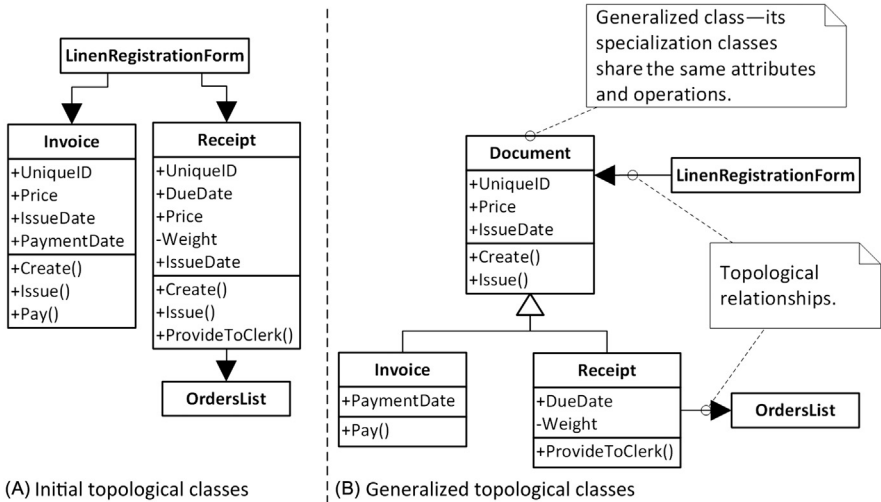 LinenRegistrationForm
Invoice
+UniqueID
+Price
+IssueDate
+PaymentDate
+Create()
+Issue()
+Pay()
Receipt
+UniqueID
+DueDate
+Price
-Weight
+IssueDate
+Create()
+Issue()
+ProvideToClerk()
OrdersList
(A) Initial topological classes
Generalized class—its
specialization classes
share the same attributes
and operations.
Document
+UniqueID
+Price
+IssueDate
+Create()
+Issue()
LinenRegistrationForm
Topological
relationships.
Invoice
+PaymentDate
+Pay()
Receipt
+DueDate
-Weight
+ProvideToClerk()
OrdersList
(B) Generalized topological classes